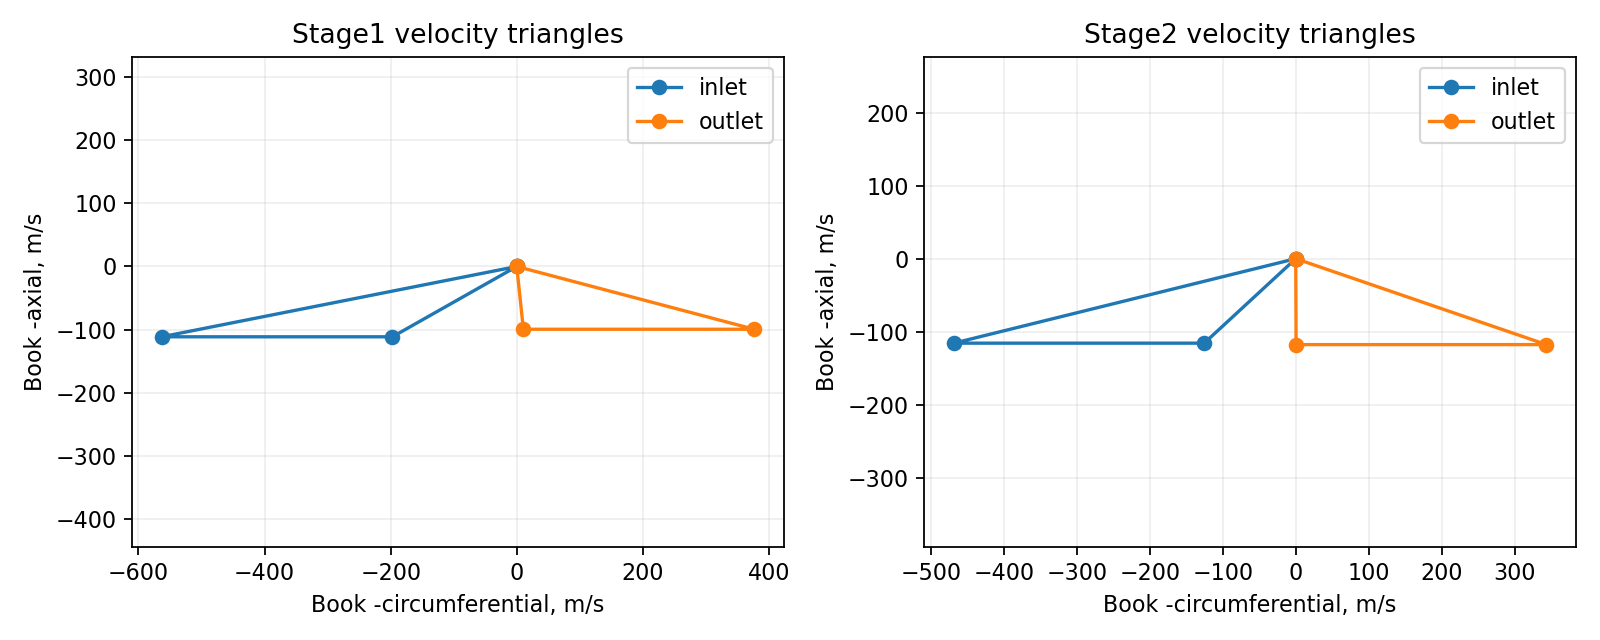 Stage1 velocity triangles
inlet
outlet
300
200
100
0
−100
−200
−300
−400
Book -axial, m/s
−600
−400
−200
0
200
400
Book -circumferential, m/s
Stage2 velocity triangles
inlet
outlet
200
100
0
−100
−200
−300
Book -axial, m/s
−500
−400
−300
−200
−100
0
100
200
300
Book -circumferential, m/s